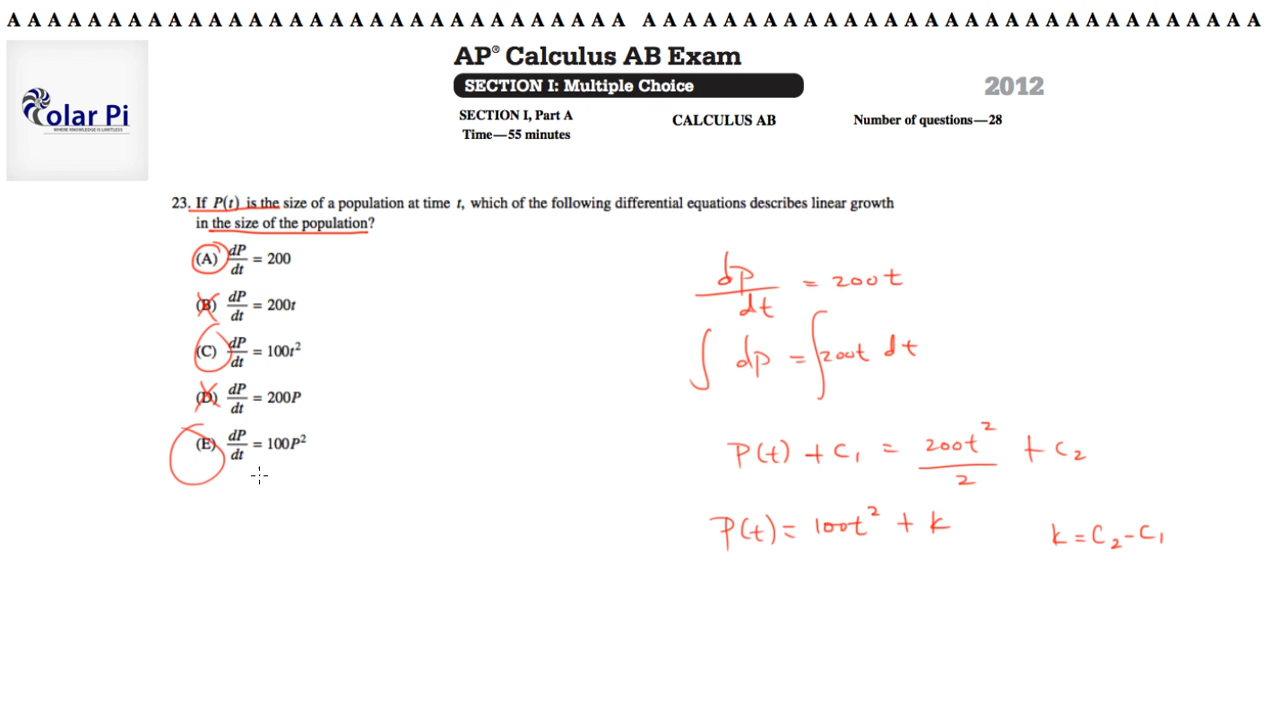 A A A A A A A A A A A A A A A A A A A A A A A A A A A A A A A A A A A A A A A A A A A A A A A A A A A A A A A A A A A A A A A
Colar Pi
WHERE KNOWLEDGE IS LIMITLESS
AP® Calculus AB Exam
SECTION I: Multiple Choice
2012
SECTION I, Part A
Time—55 minutes
CALCULUS AB
Number of questions—28
23. If P(t) is the size of a population at time t, which of the following differential equations describes linear growth
in the size of the population?
(A) dP/dt = 200
(B) dP/dt = 200t
(C) dP/dt = 100t²
(D) dP/dt = 200P
(E) dP/dt = 100P²
dp/dt = 200t
∫ dp = ∫200t dt
P(t) + C₁ = 200t²/2 + C₂
P(t) = 100t² + k
k = C₂ - C₁